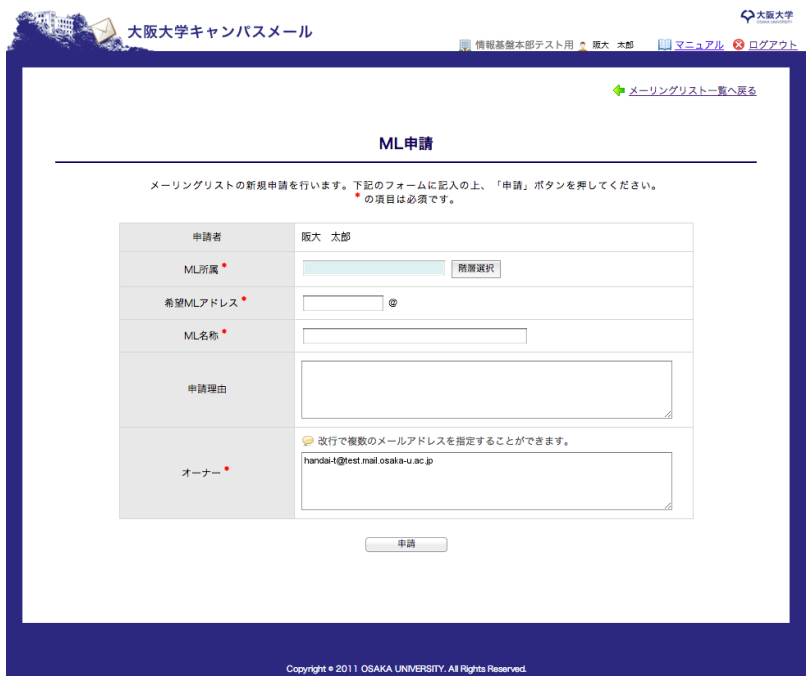 大阪大学キャンパスメール
大阪大学
OSAKA UNIVERSITY
情報基盤本部テスト用 阪大 太郎 マニュアル ログアウト
メーリングリスト一覧へ戻る
ML申請
メーリングリストの新規申請を行います。下記のフォームに記入の上、「申請」ボタンを押してください。
* の項目は必須です。
申請者 阪大 太郎
ML所属 * 階層選択
希望MLアドレス * @
ML名称 *
申請理由
改行で複数のメールアドレスを指定することができます。
オーナー * handai-t@test.mail.osaka-u.ac.jp
申請
Copyright © 2011 OSAKA UNIVERSITY. All Rights Reserved.